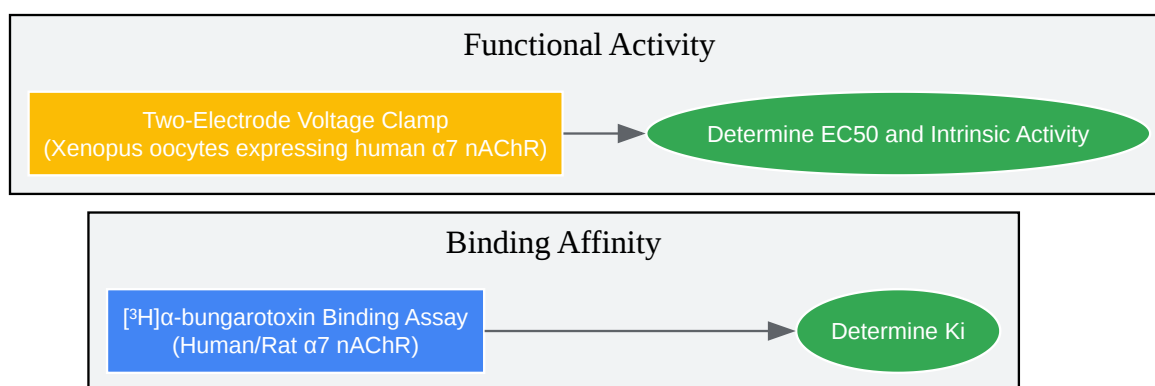 Functional Activity
Two-Electrode Voltage Clamp
(Xenopus oocytes expressing human α7 nAChR)
Determine EC50 and Intrinsic Activity
Binding Affinity
[³H]α-bungarotoxin Binding Assay
(Human/Rat α7 nAChR)
Determine Ki